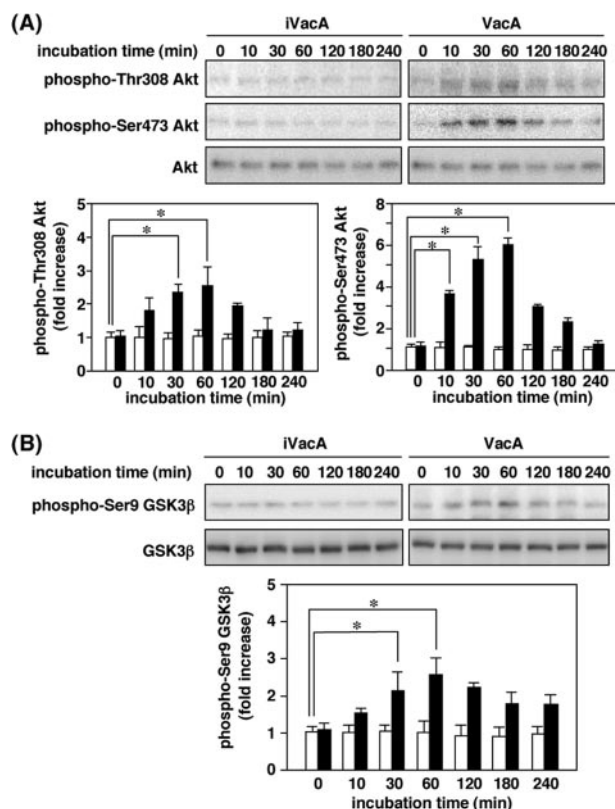 (A)
iVacA VacA
incubation time (min) 0 10 30 60 120 180 240 0 10 30 60 120 180 240
phospho-Thr308 Akt
phospho-Ser473 Akt
Akt
phospho-Thr308 Akt
(fold increase)
5
4
3
2
1
0
*
*
0 10 30 60 120 180 240
incubation time (min)
phospho-Ser473 Akt
(fold increase)
8
6
4
2
0
*
*
*
0 10 30 60 120 180 240
incubation time (min)
(B)
iVacA VacA
incubation time (min) 0 10 30 60 120 180 240 0 10 30 60 120 180 240
phospho-Ser9 GSK3β
GSK3β
phospho-Ser9 GSK3β
(fold increase)
5
4
3
2
1
0
*
*
0 10 30 60 120 180 240
incubation time (min)